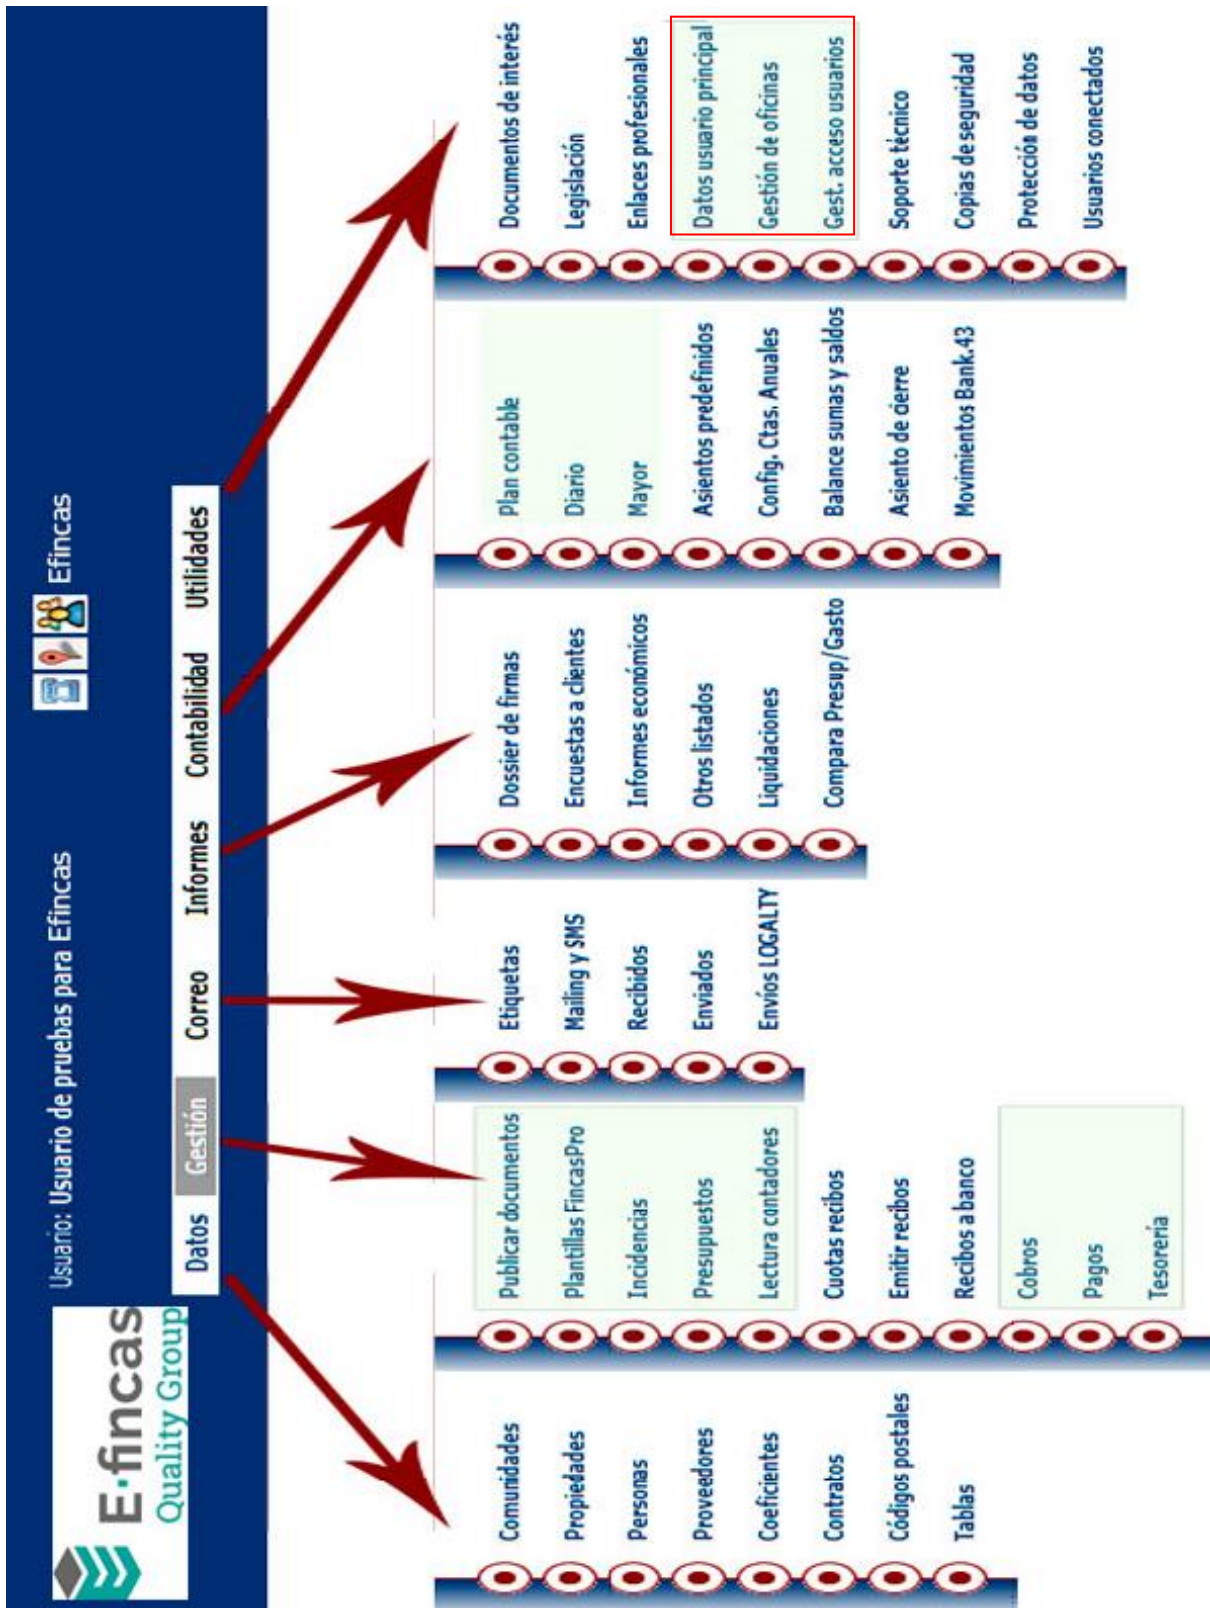 E·fincas
Quality Group
Usuario: Usuario de pruebas para Efincas
Efincas
Datos
Gestión
Correo
Informes
Contabilidad
Utilidades
Comunidades
Propiedades
Personas
Proveedores
Coeficientes
Contratos
Códigos postales
Tablas
Publicar documentos
Plantillas FincasPro
Incidencias
Presupuestos
Lectura contadores
Cuotas recibos
Emitir recibos
Recibos a banco
Cobros
Pagos
Tesorería
Etiquetas
Mailing y SMS
Recibidos
Enviados
Envíos LOGALTY
Dossier de firmas
Encuestas a clientes
Informes económicos
Otros listados
Liquidaciones
Compara Presup/Gasto
Plan contable
Diario
Mayor
Asientos predefinidos
Config. Ctas. Anuales
Balance sumas y saldos
Asiento de cierre
Movimientos Bank.43
Documentos de interés
Legislación
Enlaces profesionales
Datos usuario principal
Gestión de oficinas
Gest. acceso usuarios
Soporte técnico
Copias de seguridad
Protección de datos
Usuarios conectados